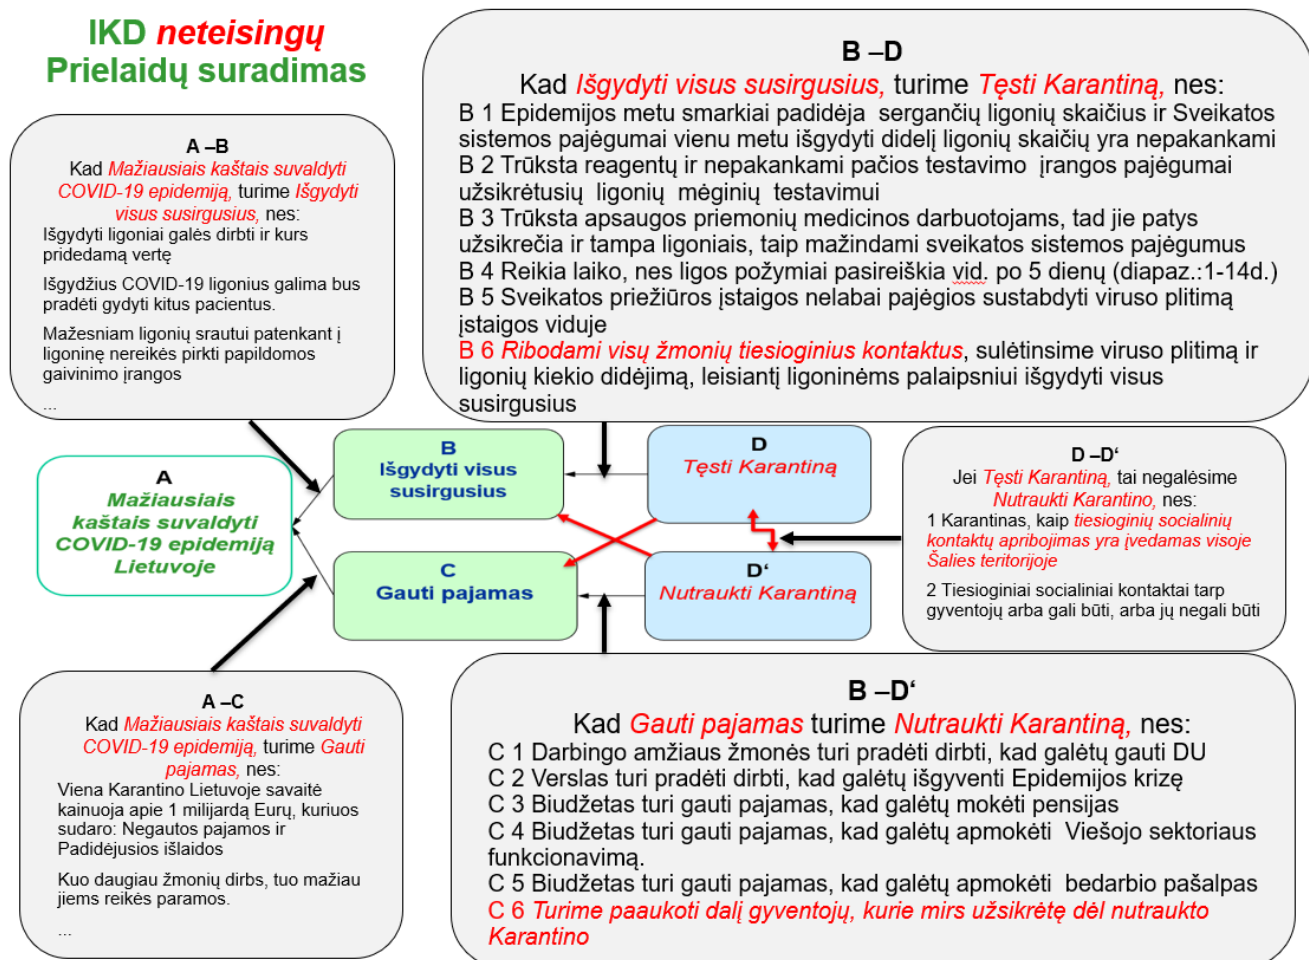 IKD neteisingų
Prielaidų suradimas
B –D
Kad Išgydyti visus susirgusius, turime Tęsti Karantiną, nes:
B 1 Epidemijos metu smarkiai padidėja sergančių ligonių skaičius ir Sveikatos
sistemos pajėgumai vienu metu išgydyti didelį ligonių skaičių yra nepakankami
B 2 Trūksta reagentų ir nepakankami pačios testavimo įrangos pajėgumai
užsikrėtusių ligonių mėginių testavimui
B 3 Trūksta apsaugos priemonių medicinos darbuotojams, tad jie patys
užsikrečia ir tampa ligoniais, taip mažindami sveikatos sistemos pajėgumus
B 4 Reikia laiko, nes ligos požymiai pasireiškia vid. po 5 dienų (diapaz.:1-14d.)
B 5 Sveikatos priežiūros įstaigos nelabai pajėgios sustabdyti viruso plitimą
įstaigos viduje
B 6 Ribodami visų žmonių tiesioginius kontaktus, sulėtinsime viruso plitimą ir
ligonių kiekio didėjimą, leisiantį ligoninėms palaipsniui išgydyti visus
susirgusius
A –B
Kad Mažiausiais kaštais suvaldyti
COVID-19 epidemiją, turime Išgydyti
visus susirgusius, nes:
Išgydyti ligoniai galės dirbti ir kurs
pridedamą vertę
Išgydžius COVID-19 ligonius galima bus
pradėti gydyti kitus pacientus.
Mažesniam ligonių srautui patenkant į
ligoninę nereikės pirkti papildomos
gaivinimo įrangos
...
A
Mažiausiais
kaštais suvaldyti
COVID-19 epidemiją
Lietuvoje
B
Išgydyti visus
susirgusius
D
Tęsti Karantiną
C
Gauti pajamas
D‘
Nutraukti Karantiną
D –D‘
Jei Tęsti Karantiną, tai negalėsime
Nutraukti Karantino, nes:
1 Karantinas, kaip tiesioginių socialinių
kontaktų apribojimas yra įvedamas visoje
Šalies teritorijoje
2 Tiesioginiai socialiniai kontaktai tarp
gyventojų arba gali būti, arba jų negali būti
A –C
Kad Mažiausiais kaštais suvaldyti
COVID-19 epidemiją, turime Gauti
pajamas, nes:
Viena Karantino Lietuvoje savaitė
kainuoja apie 1 milijardą Eurų, kuriuos
sudaro: Negautos pajamos ir
Padidėjusios išlaidos
Kuo daugiau žmonių dirbs, tuo mažiau
jiems reikės paramos.
...
B –D‘
Kad Gauti pajamas turime Nutraukti Karantiną, nes:
C 1 Darbingo amžiaus žmonės turi pradėti dirbti, kad galėtų gauti DU
C 2 Verslas turi pradėti dirbti, kad galėtų išgyventi Epidemijos krizę
C 3 Biudžetas turi gauti pajamas, kad galėtų mokėti pensijas
C 4 Biudžetas turi gauti pajamas, kad galėtų apmokėti Viešojo sektoriaus
funkcionavimą.
C 5 Biudžetas turi gauti pajamas, kad galėtų apmokėti bedarbio pašalpas
C 6 Turime paaukoti dalį gyventojų, kurie mirs užsikrėtę dėl nutraukto
Karantino